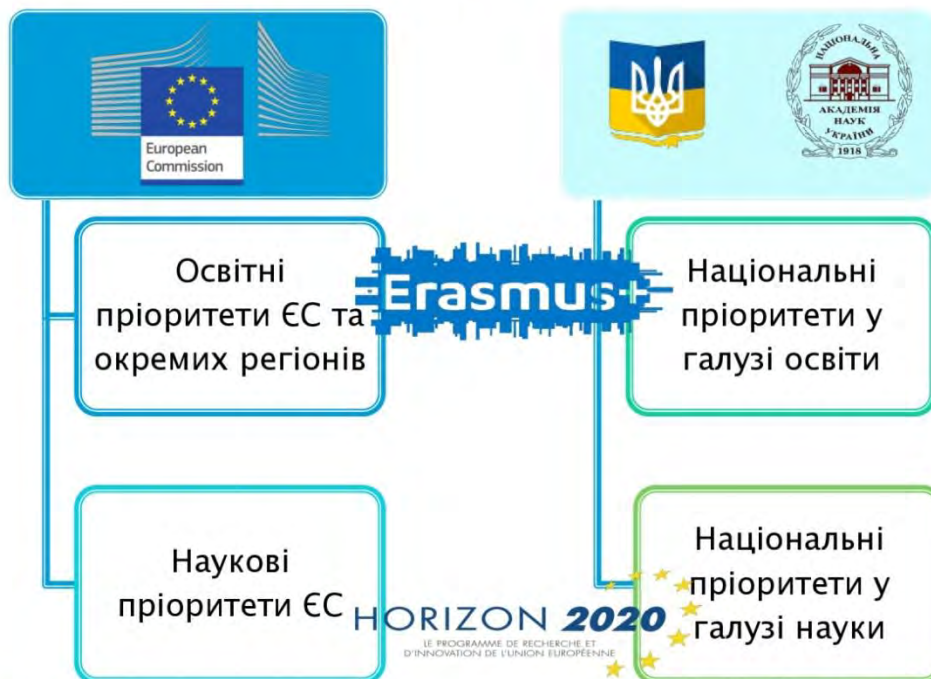 European
Commission
НАЦІОНАЛЬНА
АКАДЕМІЯ
НАУК
УКРАЇНИ
1918
Освітні
пріоритети ЄС та
окремих регіонів
Erasmus+
Національні
пріоритети у
галузі освіти
Наукові
пріоритети ЄС
HORIZON 2020
LE PROGRAMME DE RECHERCHE ET
D'INNOVATION DE L'UNION EUROPÉENNE
Національні
пріоритети у
галузі науки